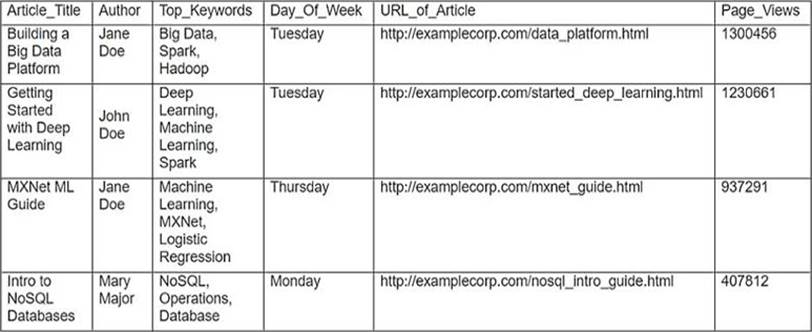 Article_Title Author Top_Keywords Day_Of_Week URL_of_Article Page_Views
Building a Big Data Platform Jane Doe Big Data, Spark, Hadoop Tuesday http://examplecorp.com/data_platform.html 1300456
Getting Started with Deep Learning John Doe Deep Learning, Machine Learning, Spark Tuesday http://examplecorp.com/started_deep_learning.html 1230661
MXNet ML Guide Jane Doe Machine Learning, MXNet, Logistic Regression Thursday http://examplecorp.com/mxnet_guide.html 937291
Intro to NoSQL Databases Mary Major NoSQL, Operations, Database Monday http://examplecorp.com/nosql_intro_guide.html 407812